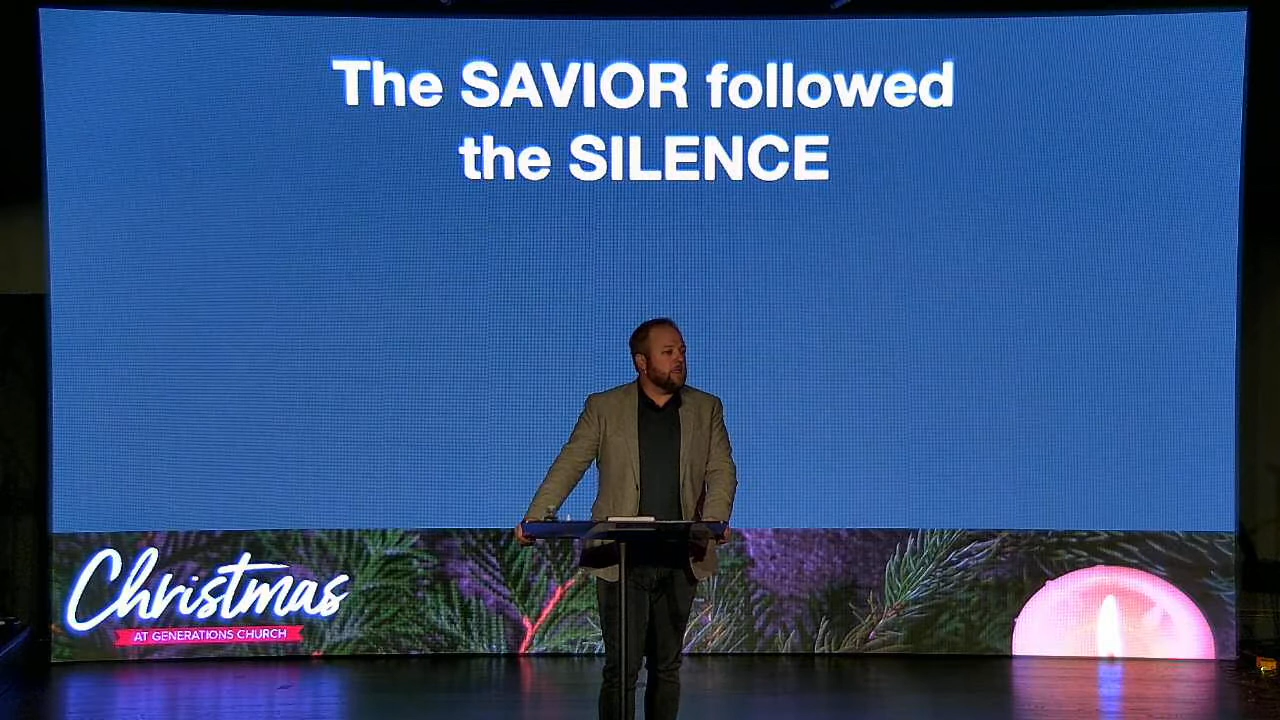 The SAVIOR followed
the SILENCE
Christmas
AT GENERATIONS CHURCH